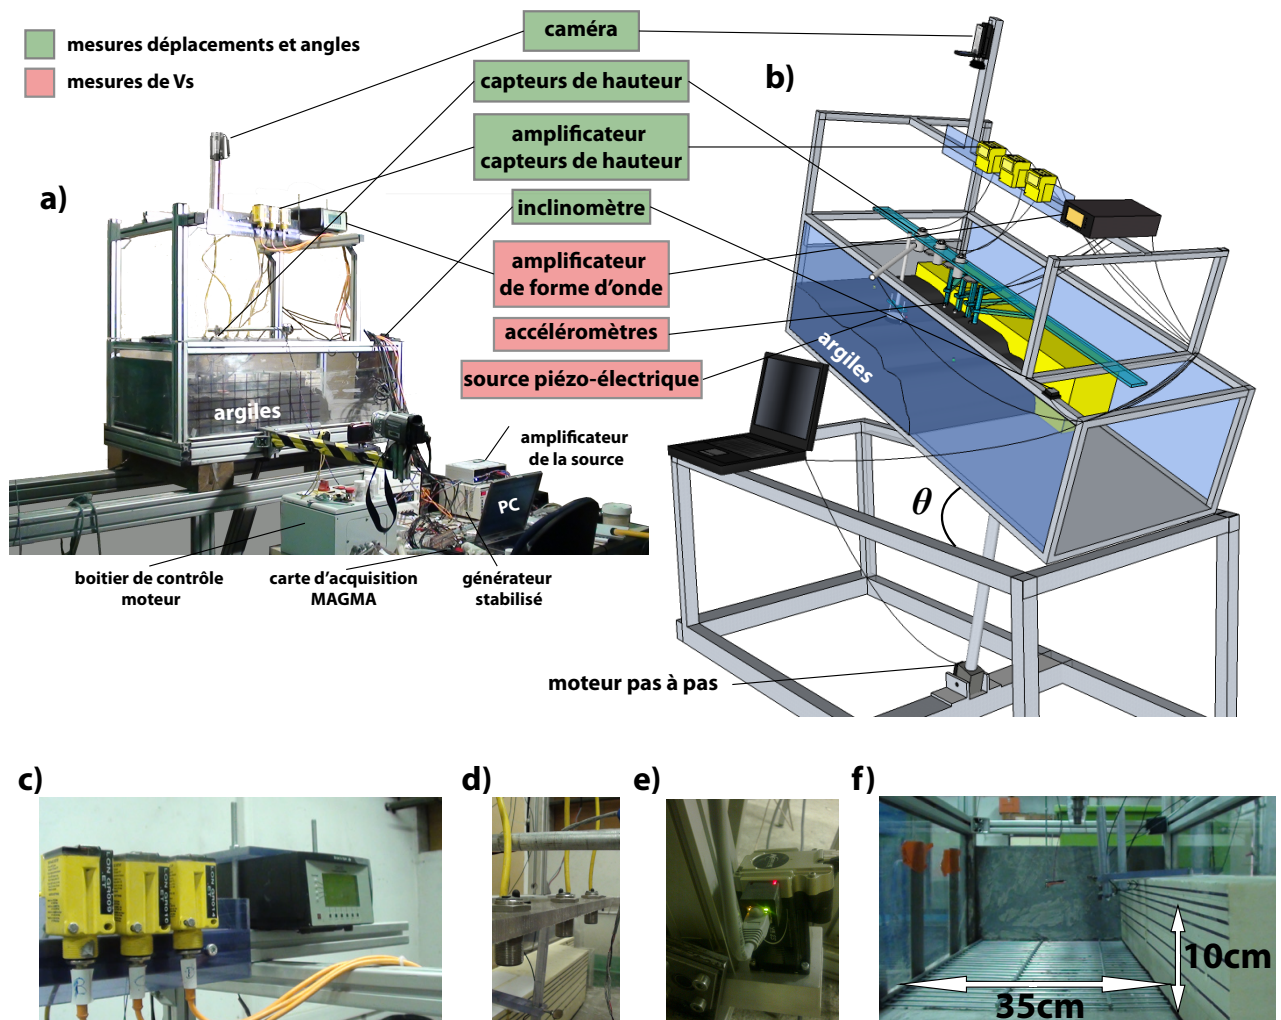 mesures déplacements et angles
mesures de Vs
caméra
capteurs de hauteur
amplificateur
capteurs de hauteur
inclinomètre
amplificateur
de forme d'onde
accéléromètres
source piézo-électrique
a)
argiles
amplificateur
de la source
PC
boitier de contrôle
moteur
carte d'acquisition
MAGMA
générateur
stabilisé
b)
argiles
θ
moteur pas à pas
c)
d)
e)
f)
10cm
35cm